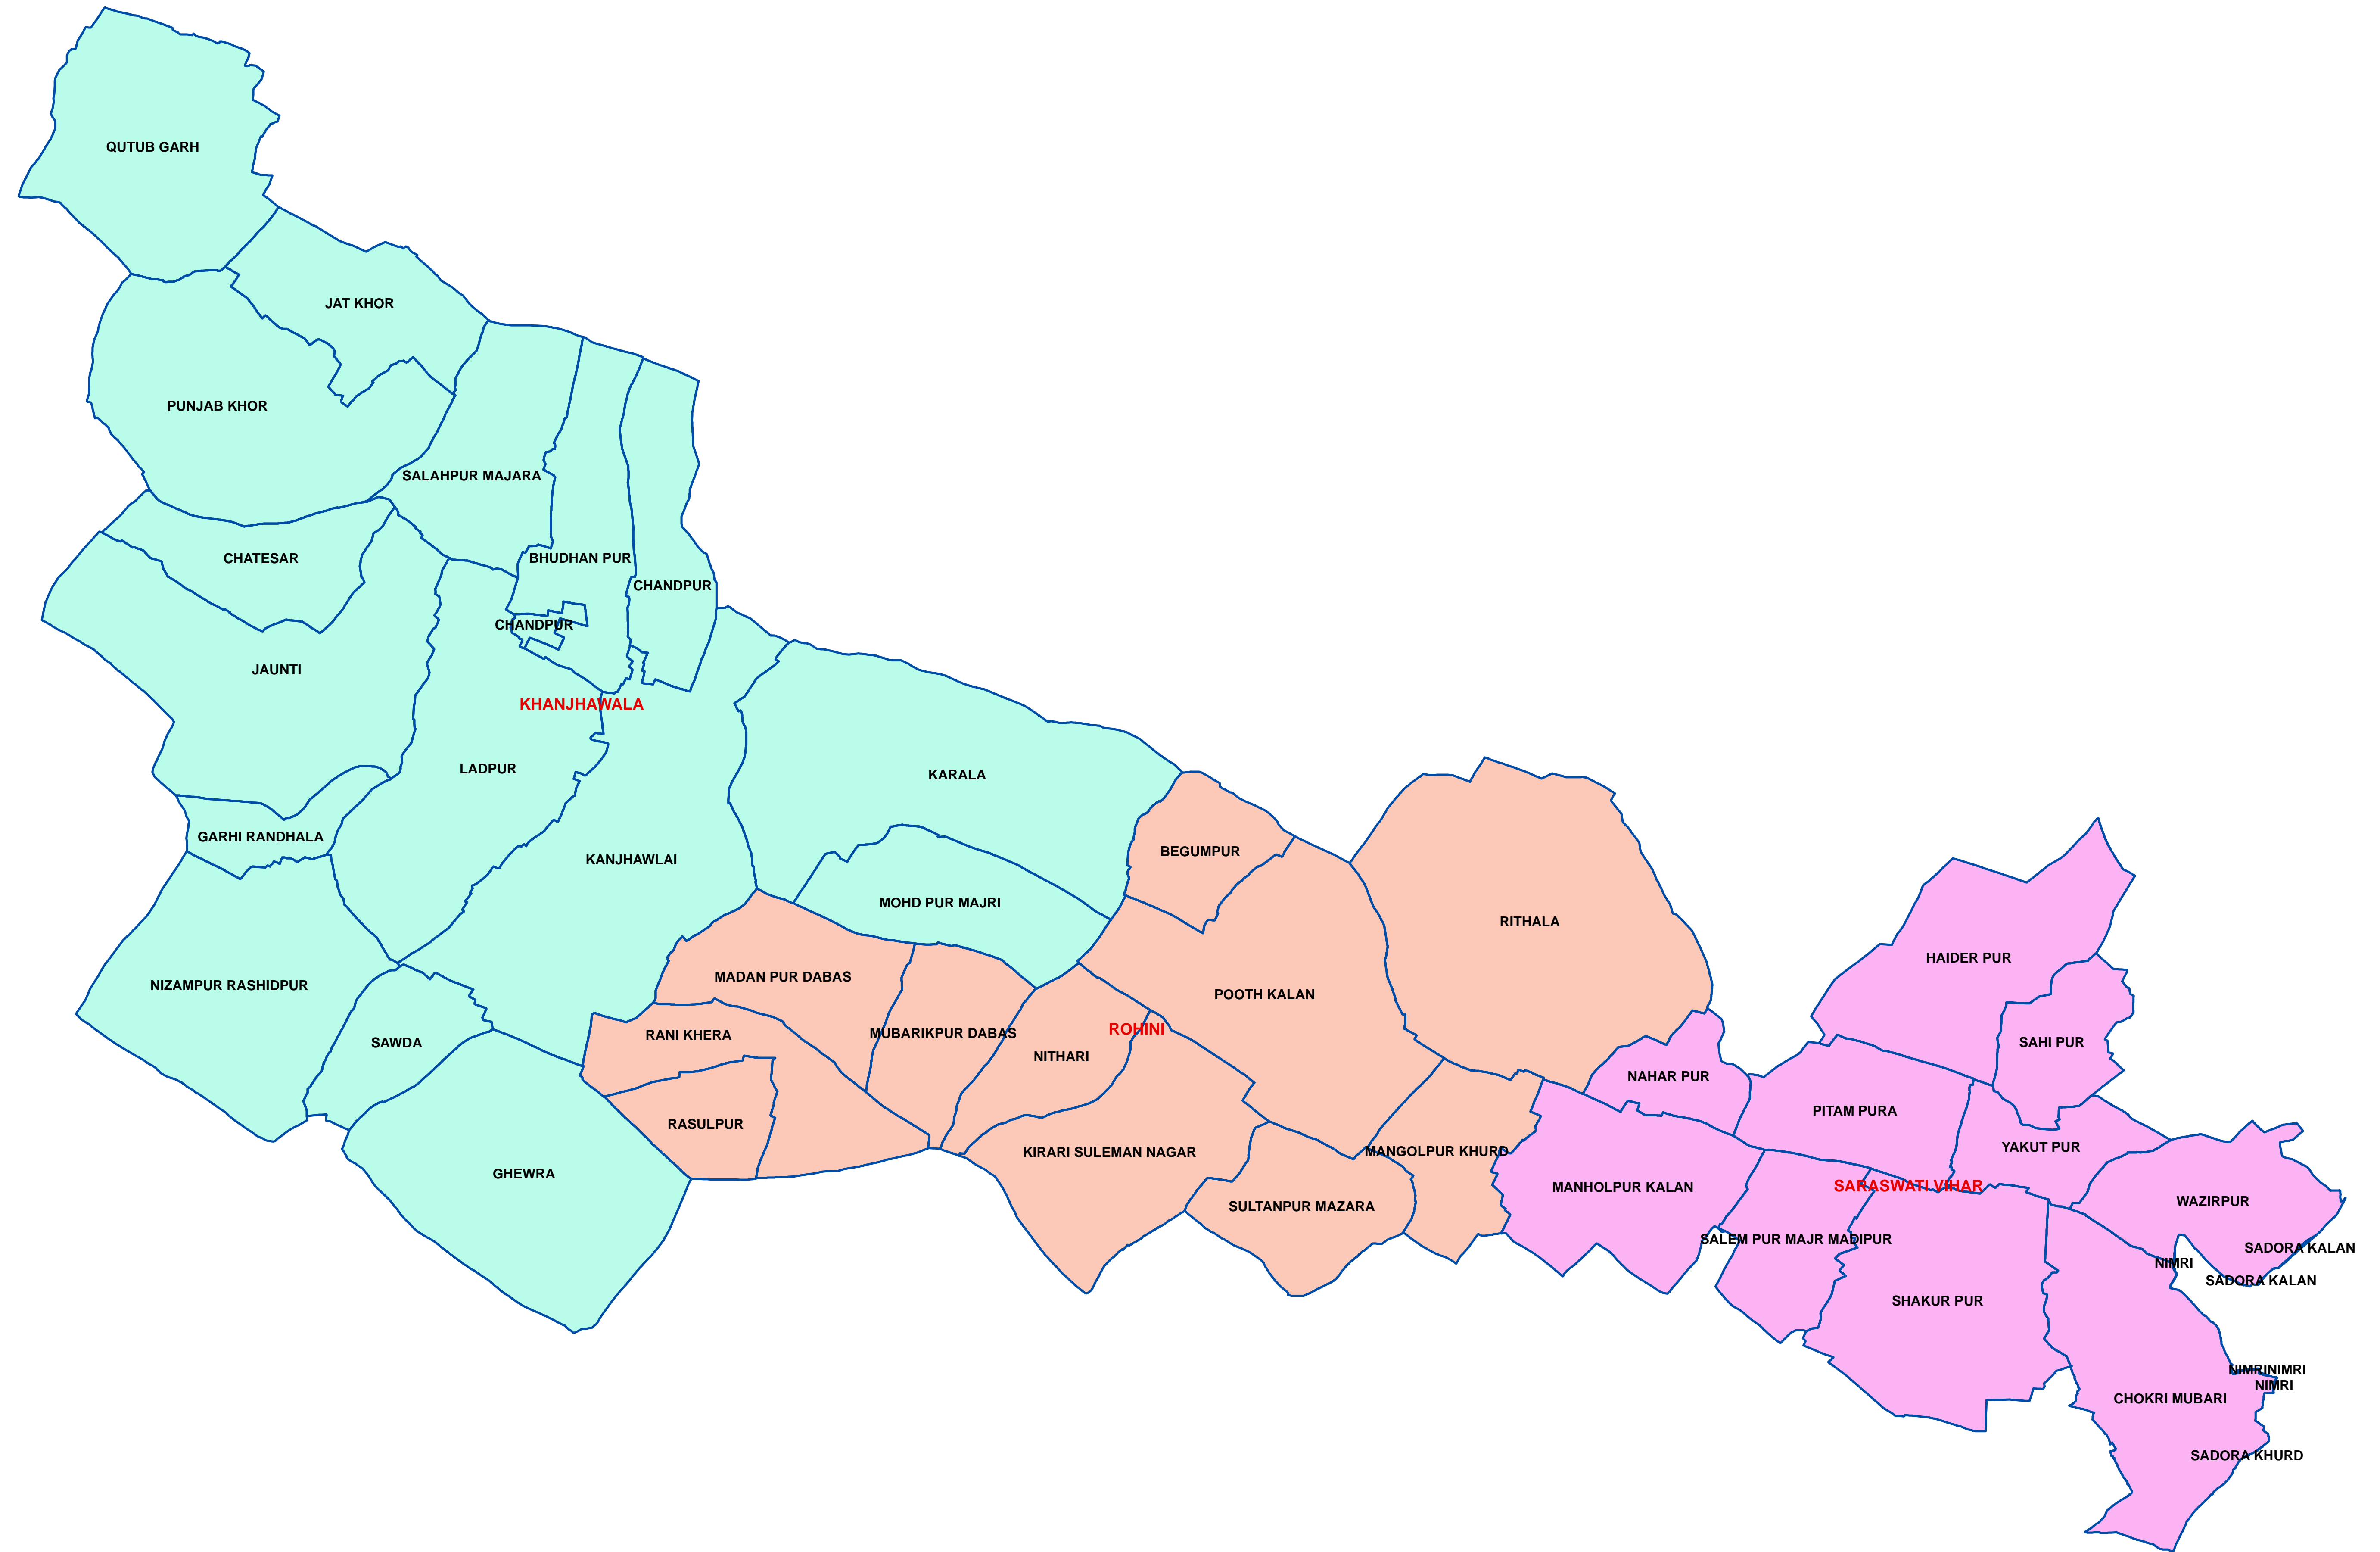 QUTUB GARH
JAT KHOR
PUNJAB KHOR
SALAHPUR MAJARA
CHATESAR
BHUDHAN PUR
CHANDPUR
CHANDPUR
JAUNTI
KHANJHAWALA
LADPUR
KARALA
GARHI RANDHALA
KANJHAWLAI
BEGUMPUR
MOHD PUR MAJRI
RITHALA
HAIDER PUR
MADAN PUR DABAS
NIZAMPUR RASHIDPUR
POOTH KALAN
ROHINI
RANI KHERA
MUBARIKPUR DABAS
SAWDA
SAHI PUR
NITHARI
NAHAR PUR
PITAM PURA
RASULPUR
YAKUT PUR
KIRARI SULEMAN NAGAR
MANGOLPUR KHURD
GHEWRA
SARASWATI VIHAR
MANHOLPUR KALAN
WAZIRPUR
SULTANPUR MAZARA
SALEM PUR MAJR MADIPUR
SADORA KALAN
NIMRI
SADORA KALAN
SHAKUR PUR
NIMRI
NIMRI
NIMRI
CHOKRI MUBARI
SADORA KHURD